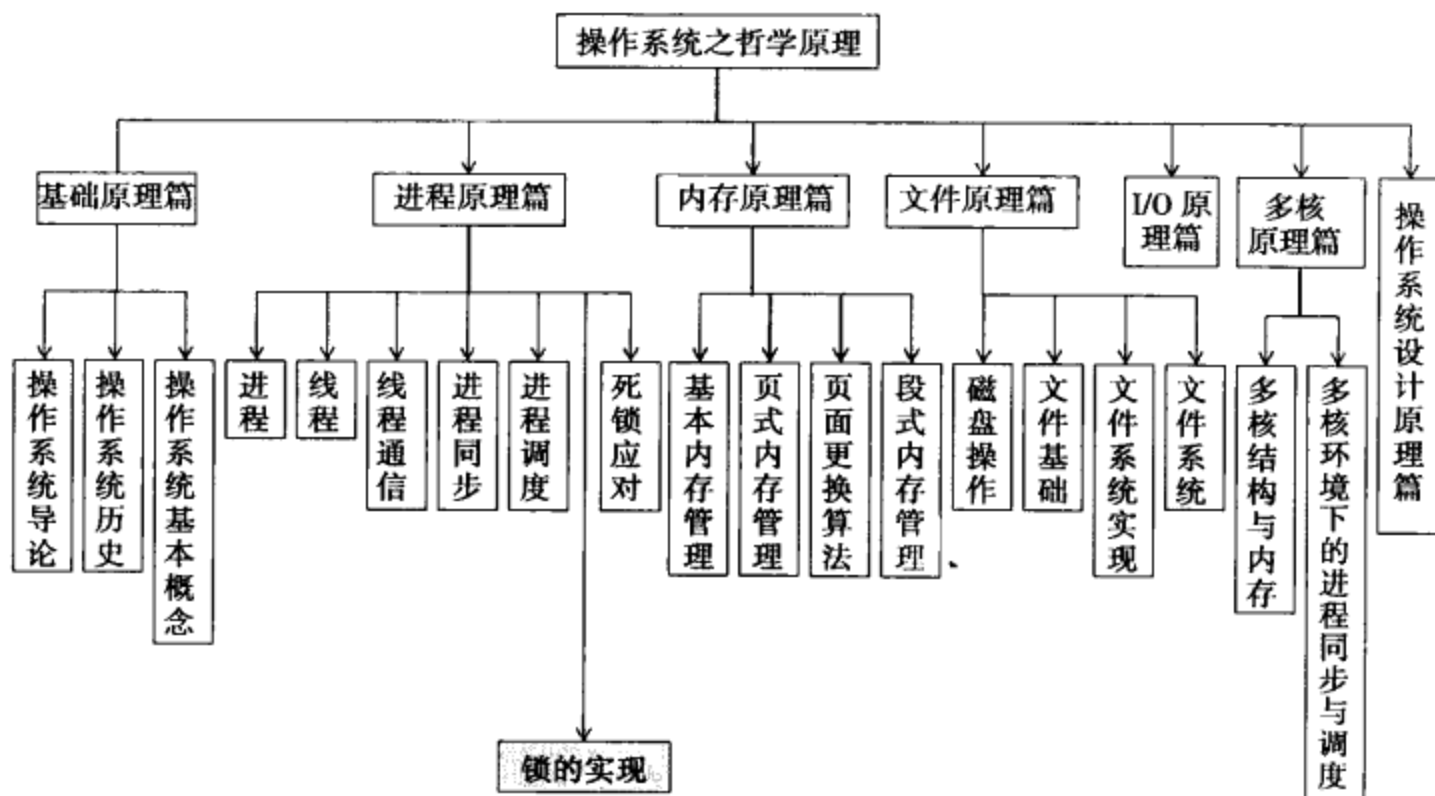 操作系统之哲学原理
基础原理篇
进程原理篇
内存原理篇
文件原理篇
I/O 原
理篇
多核
原理篇
操作系统设计原理篇
操作系统导论
操作系统历史
操作系统基本概念
进程
线程
线程通信
进程同步
进程调度
死锁应对
基本内存管理
页式内存管理
页面更换算法
段式内存管理
磁盘操作
文件基础
文件系统实现
文件系统
多核结构与内存
多核环境下的进程同步与调度
锁的实现